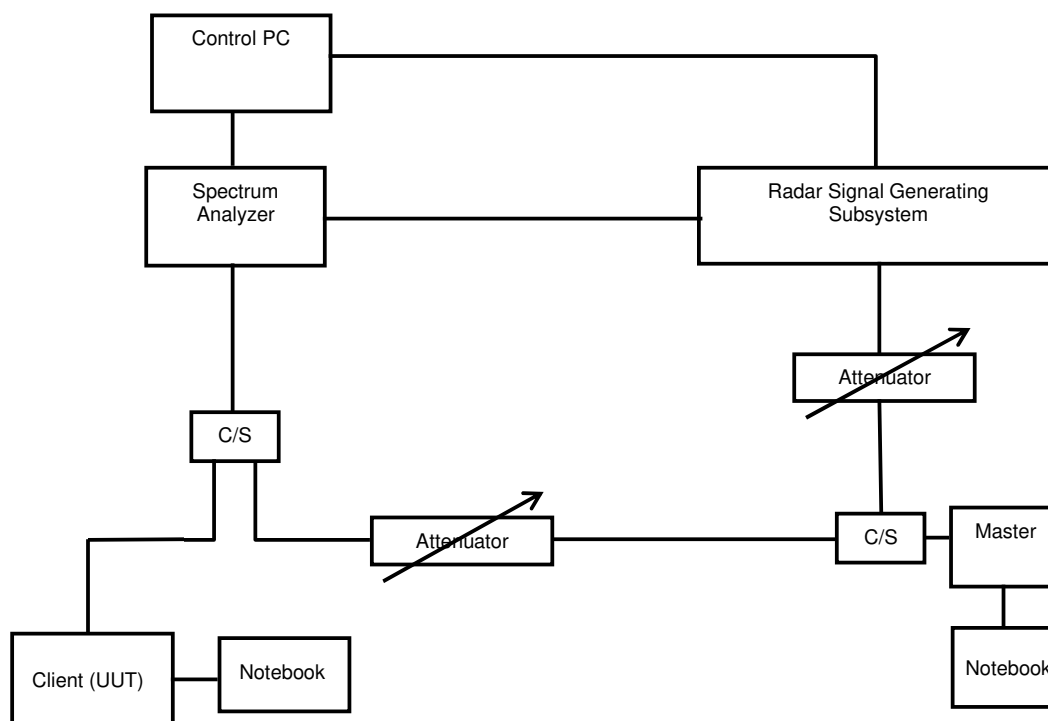 Control PC
Spectrum
Analyzer
Radar Signal Generating
Subsystem
Attenuator
C/S
Attenuator
C/S
Master
Client (UUT)
Notebook
Notebook